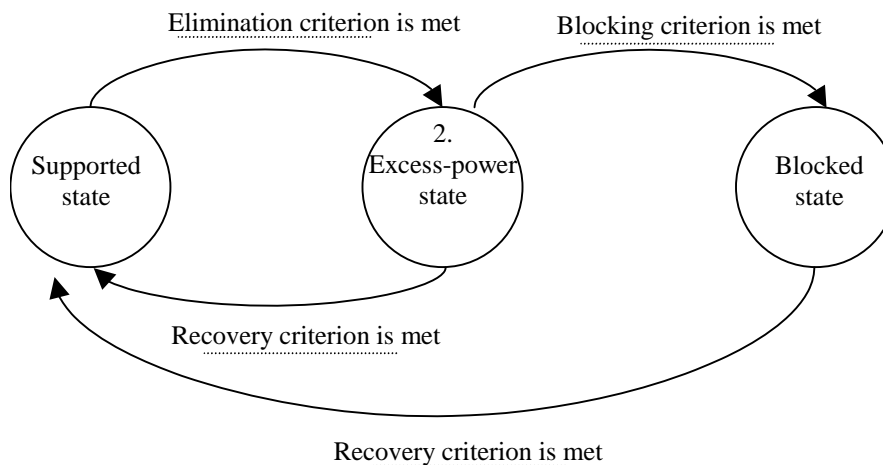 Elimination criterion is met
Blocking criterion is met
Supported
state
2.
Excess-power
state
Blocked
state
Recovery criterion is met
Recovery criterion is met